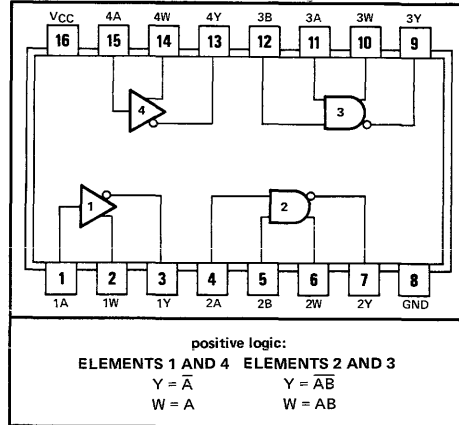 VCC 4A 4W 4Y 3B 3A 3W 3Y
16 15 14 13 12 11 10 9
4 3
1 2
1 2 3 4 5 6 7 8
1A 1W 1Y 2A 2B 2W 2Y GND
positive logic:
ELEMENTS 1 AND 4 ELEMENTS 2 AND 3
Y = A̅ Y = A̅B̅
W = A W = AB